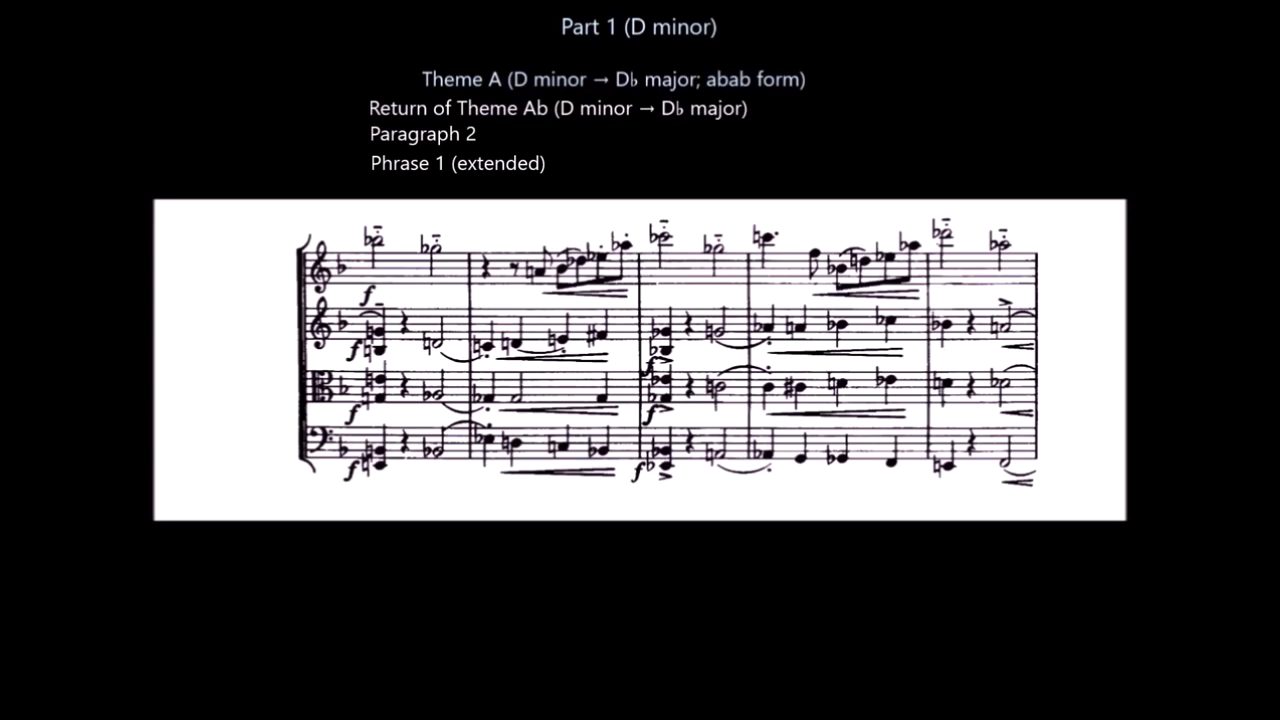 Part 1 (D minor)
Theme A (D minor → D♭ major; abab form)
Return of Theme Ab (D minor → D♭ major)
Paragraph 2
Phrase 1 (extended)
f
f
f
f
f
f
f